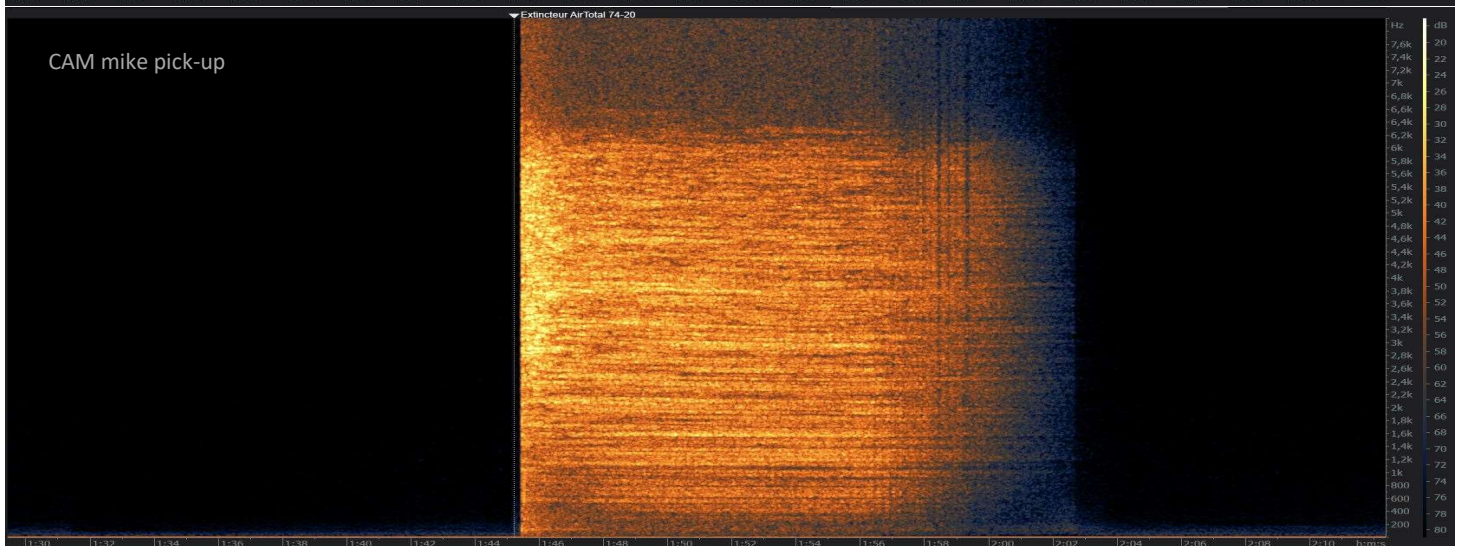 Extincteur AirTotal 74-20
CAM mike pick-up
Hz
7,6k
7,4k
7,2k
7k
6,8k
6,6k
6,4k
6,2k
6k
5,8k
5,6k
5,4k
5,2k
5k
4,8k
4,6k
4,4k
4,2k
4k
3,8k
3,6k
3,4k
3,2k
3k
2,8k
2,6k
2,4k
2,2k
2k
1,8k
1,6k
1,4k
1,2k
1k
800
600
400
200
dB
20
22
24
26
28
30
32
34
36
38
40
42
44
46
48
50
52
54
56
58
60
62
64
66
68
70
72
74
76
78
80
1:30 1:32 1:34 1:36 1:38 1:40 1:42 1:44 1:46 1:48 1:50 1:52 1:54 1:56 1:58 2:00 2:02 2:04 2:06 2:08 2:10 h:m:s